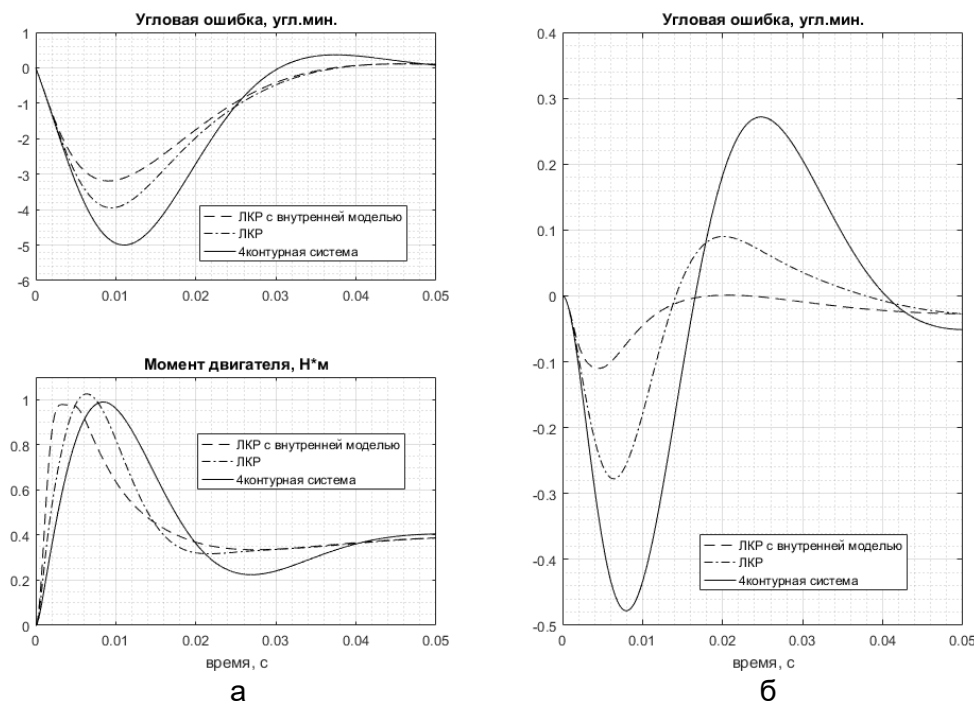 Угловая ошибка, угл.мин.
1
0
-1
-2
-3
-4
-5
-6
ЛКР с внутренней моделью
ЛКР
4контурная система
0 0.01 0.02 0.03 0.04 0.05
Момент двигателя, Н*м
1
0.8
0.6
0.4
0.2
0
ЛКР с внутренней моделью
ЛКР
4контурная система
0 0.01 0.02 0.03 0.04 0.05
время, с
а
Угловая ошибка, угл.мин.
0.4
0.3
0.2
0.1
0
-0.1
-0.2
-0.3
-0.4
-0.5
ЛКР с внутренней моделью
ЛКР
4контурная система
0 0.01 0.02 0.03 0.04 0.05
время, с
б